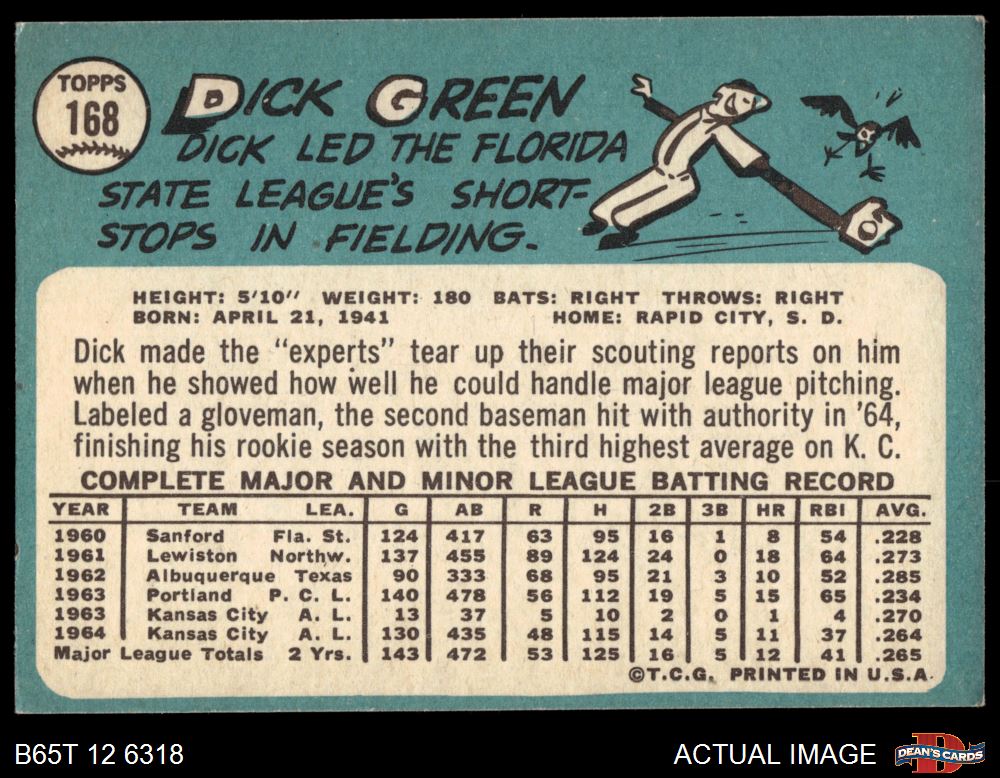 TOPPS
168
DICK GREEN
DICK LED THE FLORIDA
STATE LEAGUE'S SHORT-
STOPS IN FIELDING.
HEIGHT: 5'10" WEIGHT: 180 BATS: RIGHT THROWS: RIGHT
BORN: APRIL 21, 1941 HOME: RAPID CITY, S. D.
Dick made the "experts" tear up their scouting reports on him
when he showed how well he could handle major league pitching.
Labeled a gloveman, the second baseman hit with authority in '64,
finishing his rookie season with the third highest average on K. C.
COMPLETE MAJOR AND MINOR LEAGUE BATTING RECORD
YEAR TEAM LEA. G AB R H 2B 3B HR RBI AVG.
1960 Sanford Fla. St. 124 417 63 95 16 1 8 54 .228
1961 Lewiston Northw. 137 455 89 124 24 0 18 64 .273
1962 Albuquerque Texas 90 333 68 95 21 3 10 52 .285
1963 Portland P. C. L. 140 478 56 112 19 5 15 65 .234
1963 Kansas City A. L. 13 37 5 10 2 0 1 4 .270
1964 Kansas City A. L. 130 435 48 115 14 5 11 37 .264
Major League Totals 2 Yrs. 143 472 53 125 16 5 12 41 .265
©T.C.G. PRINTED IN U.S.A.
B65T 12 6318 ACTUAL IMAGE
D
DEAN'S CARDS